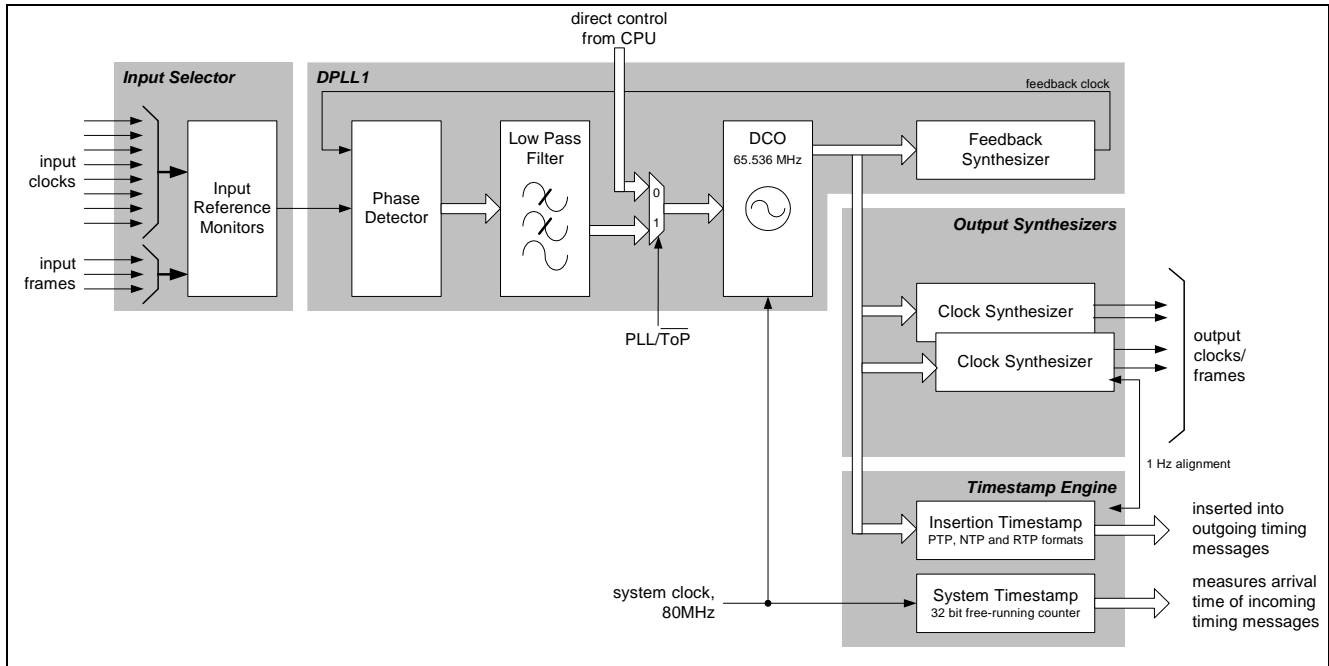 direct control
from CPU
Input Selector
DPLL1
feedback clock
input
clocks
input
frames
Input
Reference
Monitors
Phase
Detector
Low Pass
Filter
0
1
PLL/ToP
DCO
65.536 MHz
Feedback
Synthesizer
Output Synthesizers
Clock Synthesizer
Clock Synthesizer
output
clocks/
frames
1 Hz alignment
Timestamp Engine
Insertion Timestamp
PTP, NTP and RTP formats
inserted into
outgoing timing
messages
system clock,
80MHz
System Timestamp
32 bit free-running counter
measures arrival
time of incoming
timing messages